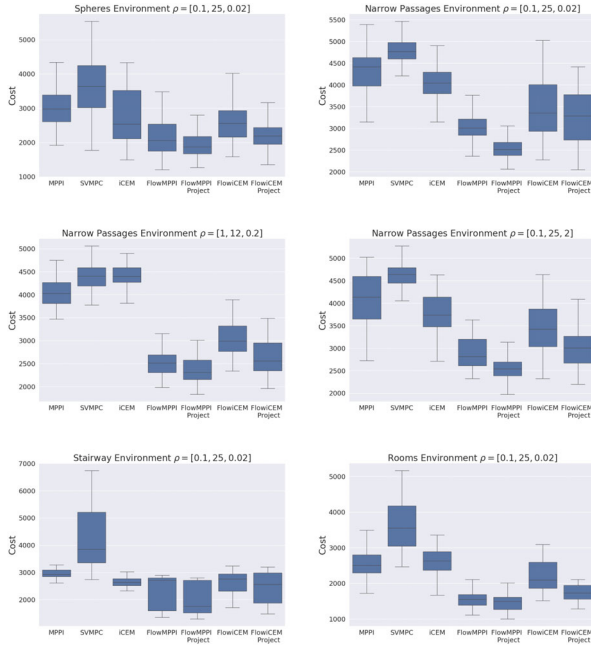 Spheres Environment ρ = [0.1, 25, 0.02]
Cost
5000
4000
3000
2000
1000
MPPI SVMPC iCEM FlowMPPI FlowMPPI Project FlowiCEM FlowiCEM Project
Narrow Passages Environment ρ = [0.1, 25, 0.02]
Cost
5500
5000
4500
4000
3500
3000
2500
2000
MPPI SVMPC iCEM FlowMPPI FlowMPPI Project FlowiCEM FlowiCEM Project
Narrow Passages Environment ρ = [1, 12, 0.2]
Cost
5000
4500
4000
3500
3000
2500
2000
MPPI SVMPC iCEM FlowMPPI FlowMPPI Project FlowiCEM FlowiCEM Project
Narrow Passages Environment ρ = [0.1, 25, 2]
Cost
5000
4500
4000
3500
3000
2500
2000
MPPI SVMPC iCEM FlowMPPI FlowMPPI Project FlowiCEM FlowiCEM Project
Stairway Environment ρ = [0.1, 25, 0.02]
Cost
7000
6000
5000
4000
3000
2000
MPPI SVMPC iCEM FlowMPPI FlowMPPI Project FlowiCEM FlowiCEM Project
Rooms Environment ρ = [0.1, 25, 0.02]
Cost
5000
4000
3000
2000
1000
MPPI SVMPC iCEM FlowMPPI FlowMPPI Project FlowiCEM FlowiCEM Project